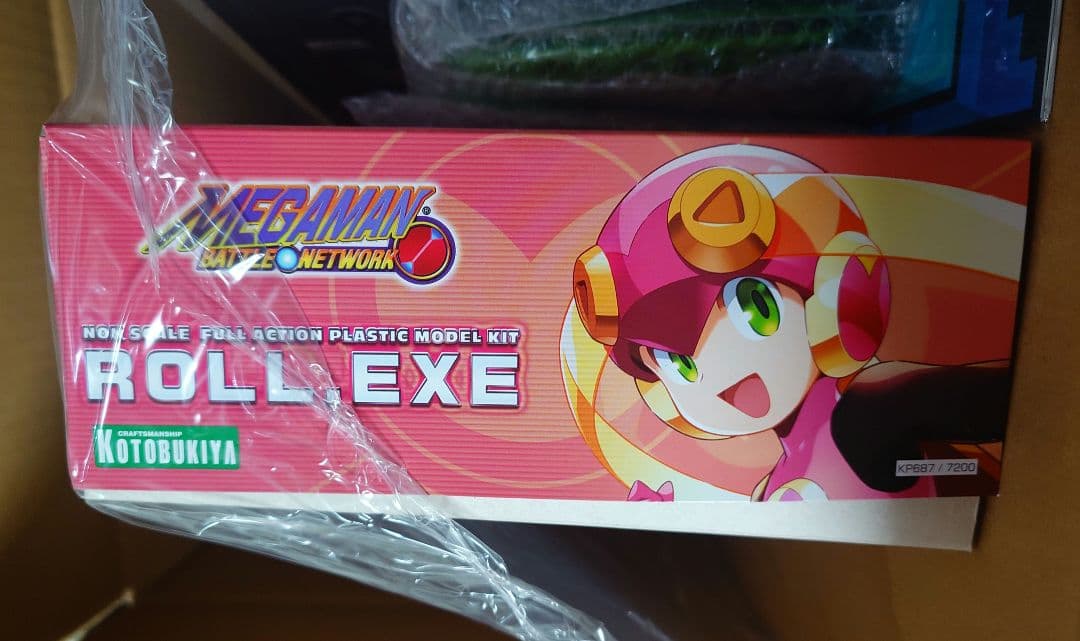 MEGAMAN®
BATTLE NETWORK
NON SCALE FULL ACTION PLASTIC MODEL KIT
ROLL.EXE
CRAFTSMANSHIP
KOTOBUKIYA
KP687 / 7200